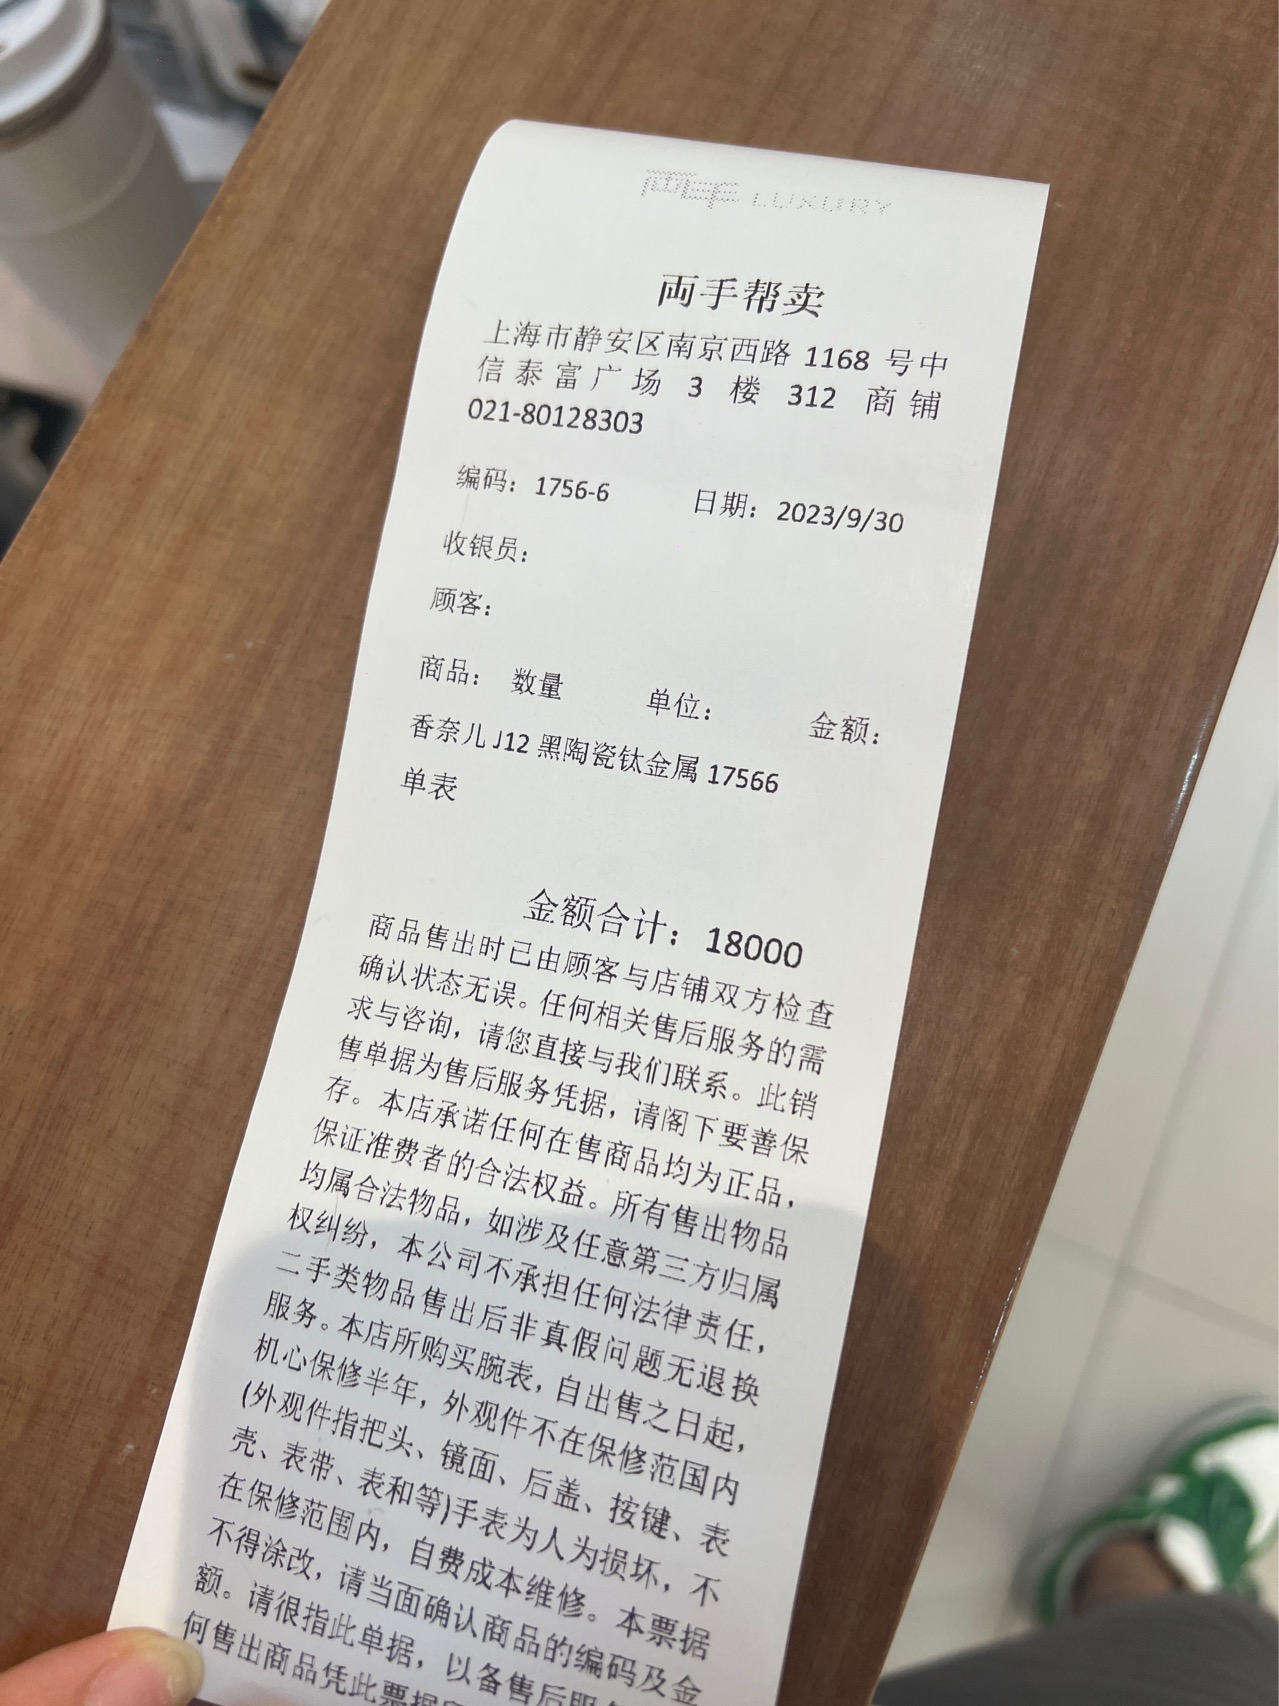 両手 LUXURY
両手帮卖
上海市静安区南京西路 1168 号中
信泰富广场 3 楼 312 商铺
021-80128303
编码：1756-6 日期：2023/9/30
收银员：
顾客：
商品： 数量 单位： 金额：
香奈儿 J12 黑陶瓷钛金属 17566
单表
金额合计：18000
商品售出时已由顾客与店铺双方检查
确认状态无误。任何相关售后服务的需
求与咨询，请您直接与我们联系。此销
售单据为售后服务凭据，请阁下要善保
存。本店承诺任何在售商品均为正品，
保证准费者的合法权益。所有售出物品
均属合法物品，如涉及任意第三方归属
权纠纷，本公司不承担任何法律责任，
二手类物品售出后非真假问题无退换
服务。本店所购买腕表，自出售之日起，
机心保修半年，外观件不在保修范围内
(外观件指把头、镜面、后盖、按键、表
壳、表带、表和等)手表为人为损坏，不
在保修范围内，自费成本维修。本票据
不得涂改，请当面确认商品的编码及金
额。请很指此单据，以备售后服
何售出商品凭此票据